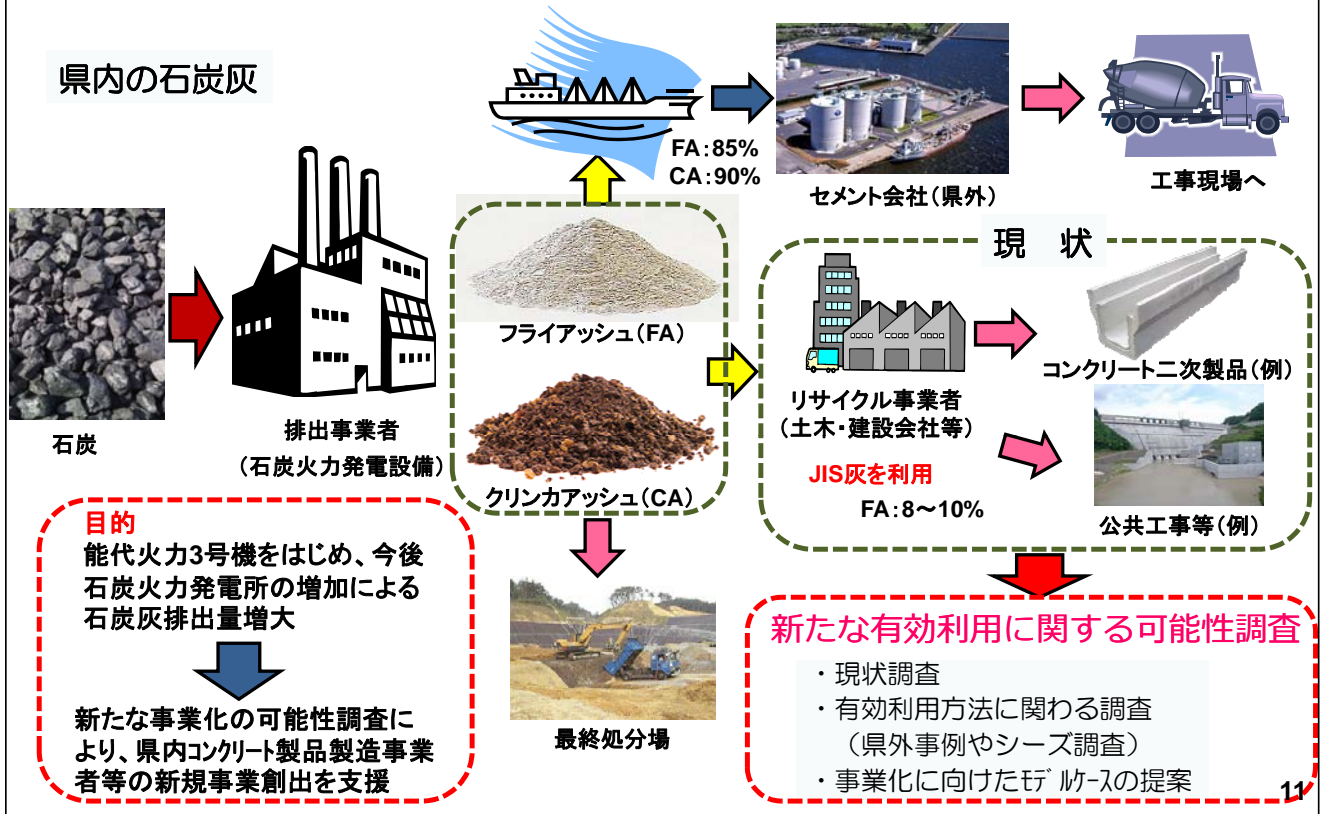 県内の石炭灰
FA:85%
CA:90%
セメント会社(県外)
工事現場へ
石炭
排出事業者
(石炭火力発電設備)
フライアッシュ(FA)
クリンカアッシュ(CA)
現 状
リサイクル事業者
(土木・建設会社等)
JIS灰を利用
FA:8~10%
コンクリート二次製品(例)
公共工事等(例)
最終処分場
目的
能代火力3号機をはじめ、今後
石炭火力発電所の増加による
石炭灰排出量増大
新たな事業化の可能性調査に
より、県内ｺﾝｸﾘｰﾄ製品製造事業
者等の新規事業創出を支援
新たな有効利用に関する可能性調査
・現状調査
・有効利用方法に関わる調査
(県外事例やシーズ調査)
・事業化に向けたﾓﾃﾞﾙｹｰｽの提案
11